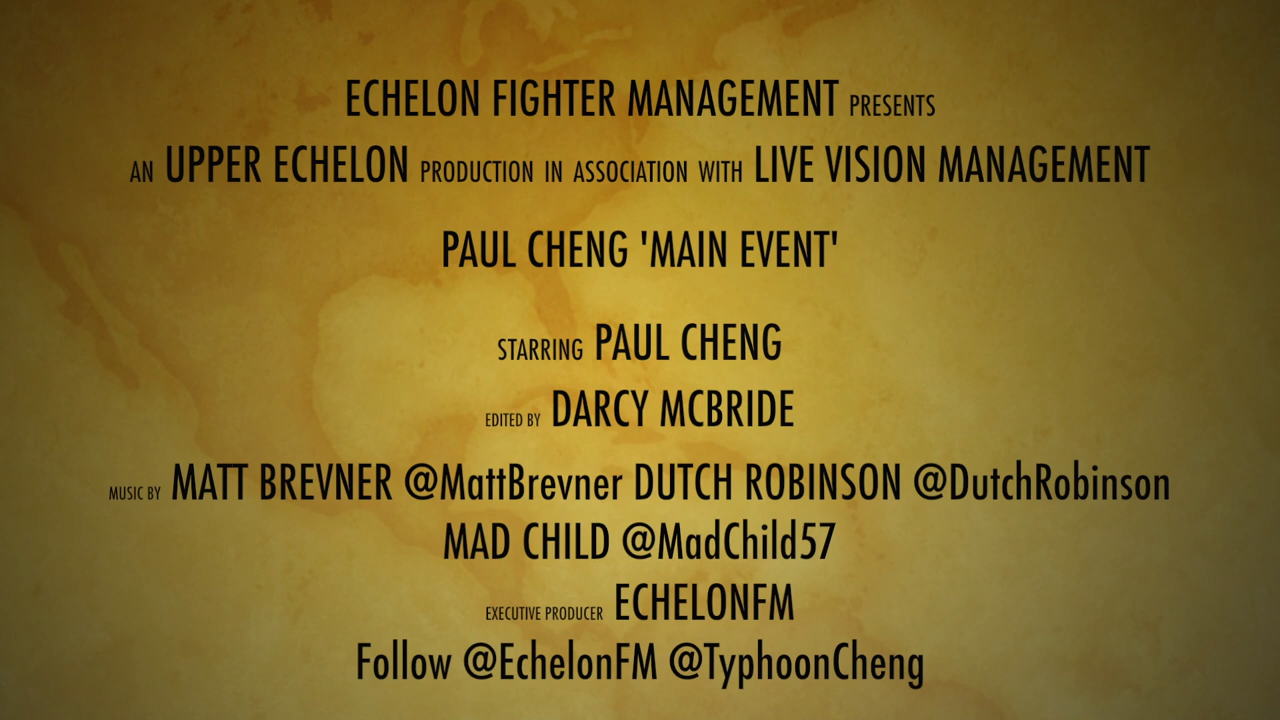 ECHELON FIGHTER MANAGEMENT PRESENTS
AN UPPER ECHELON PRODUCTION IN ASSOCIATION WITH LIVE VISION MANAGEMENT
PAUL CHENG 'MAIN EVENT'
STARRING PAUL CHENG
EDITED BY DARCY MCBRIDE
MUSIC BY MATT BREVNER @MattBrevner DUTCH ROBINSON @DutchRobinson
MAD CHILD @MadChild57
EXECUTIVE PRODUCER ECHELONFM
Follow @EchelonFM @TyphoonCheng